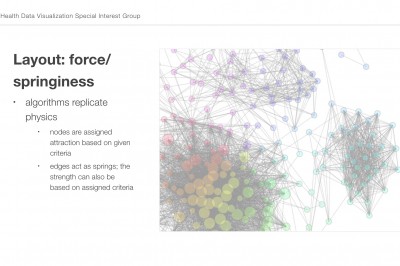 Health Data Visualization Special Interest Group
Layout: force/
springiness
• algorithms replicate
physics
• nodes are assigned
attraction based on given
criteria
• edges act as springs; the
strength can also be
based on assigned criteria